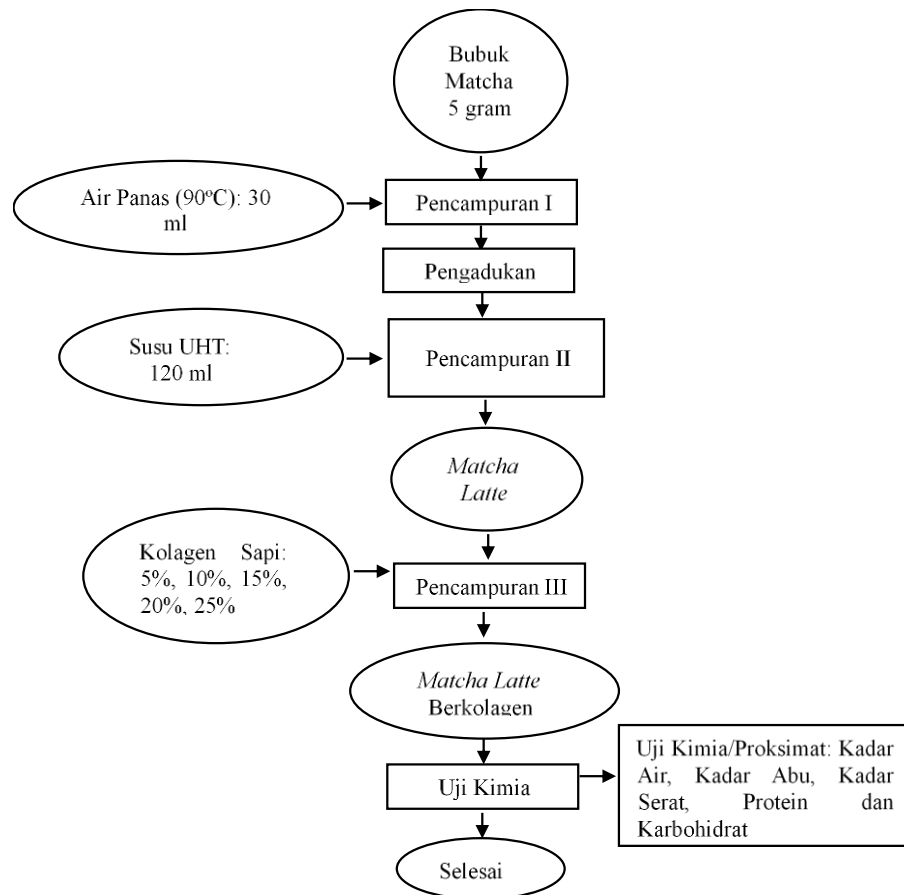 Bubuk
Matcha
5 gram
Air Panas (90ºC): 30
ml
Pencampuran I
Pengadukan
Susu UHT:
120 ml
Pencampuran II
Matcha
Latte
Kolagen Sapi:
5%, 10%, 15%,
20%, 25%
Pencampuran III
Matcha Latte
Berkolagen
Uji Kimia
Uji Kimia/Proksimat: Kadar
Air, Kadar Abu, Kadar
Serat, Protein dan
Karbohidrat
Selesai